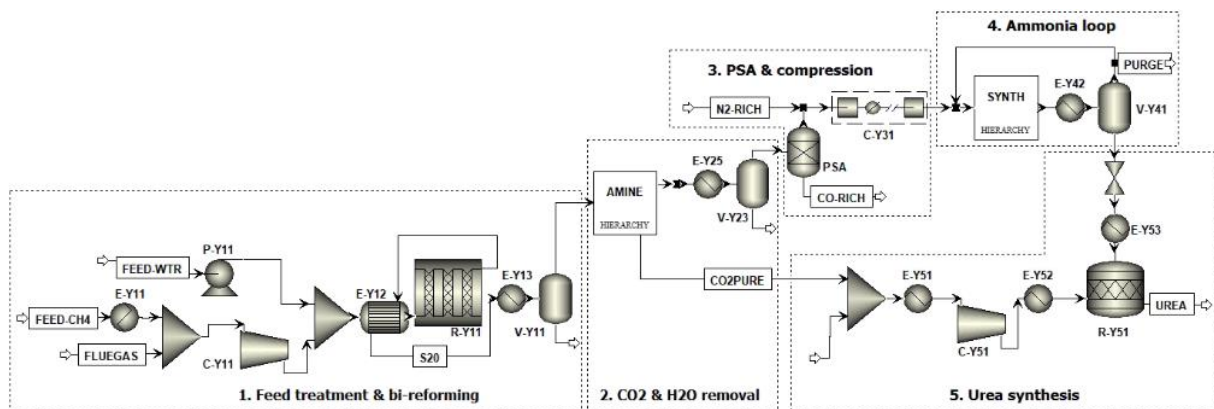 4. Ammonia loop
PURGE
E-Y42
SYNTH
HIERARCHY
V-Y41
3. PSA & compression
N2-RICH
C-Y31
PSA
CO-RICH
E-Y25
AMINE
HIERARCHY
V-Y23
CO2PURE
2. CO2 & H2O removal
P-Y11
FEED-WTR
E-Y11
FEED-CH4
FLUEGAS
C-Y11
E-Y12
R-Y11
S20
E-Y13
V-Y11
1. Feed treatment & bi-reforming
E-Y53
E-Y51
E-Y52
C-Y51
R-Y51
UREA
5. Urea synthesis